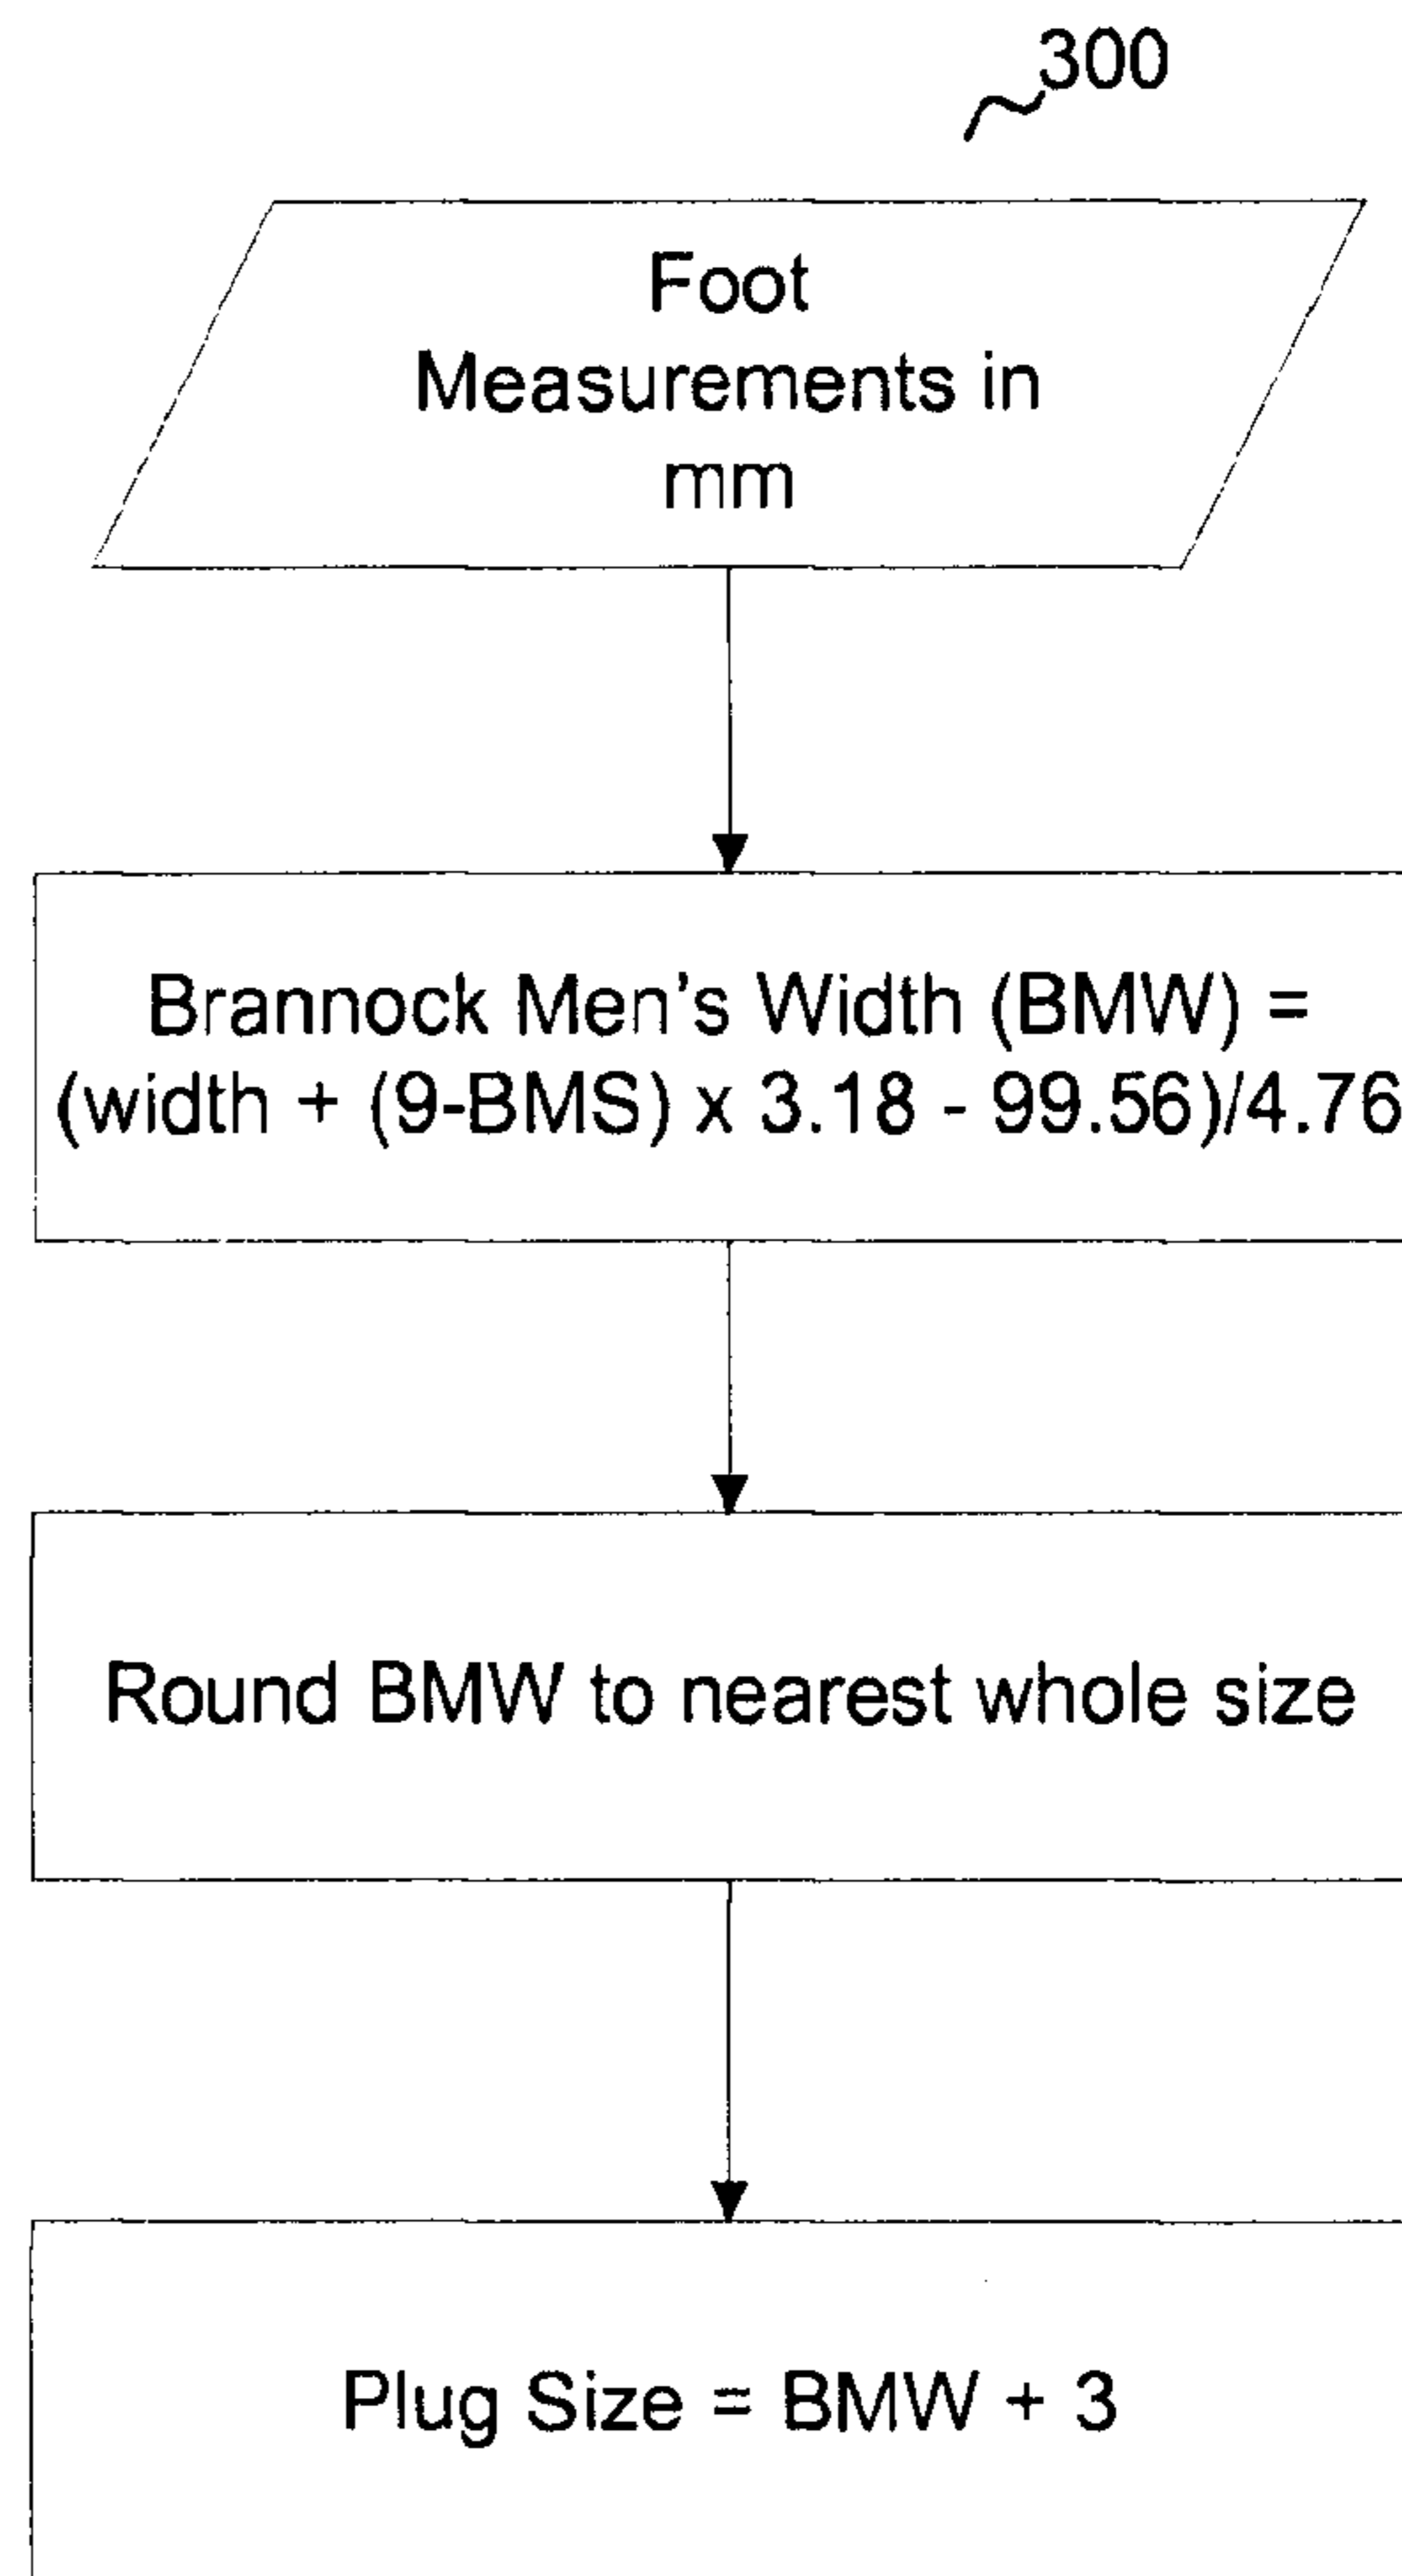 300
Foot
Measurements in
mm
Brannock Men's Width (BMW) =
(width + (9-BMS) x 3.18 - 99.56)/4.76
Round BMW to nearest whole size
Plug Size = BMW + 3